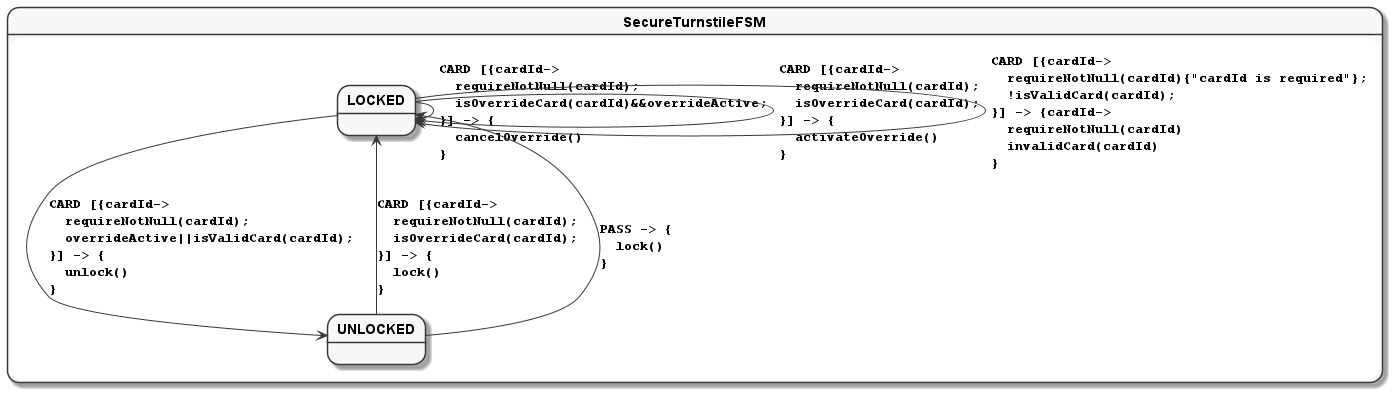 SecureTurnstileFSM
LOCKED
CARD [{cardId->
requireNotNull(cardId);
isOverrideCard(cardId)&&overrideActive;
}] -> {
cancelOverride()
}
CARD [{cardId->
requireNotNull(cardId);
isOverrideCard(cardId);
}] -> {
activateOverride()
}
CARD [{cardId->
requireNotNull(cardId){"cardId is required"};
!isValidCard(cardId);
}] -> {cardId->
requireNotNull(cardId)
invalidCard(cardId)
}
CARD [{cardId->
requireNotNull(cardId);
overrideActive||isValidCard(cardId);
}] -> {
unlock()
}
CARD [{cardId->
requireNotNull(cardId);
isOverrideCard(cardId);
}] -> {
lock()
}
PASS -> {
lock()
}
UNLOCKED